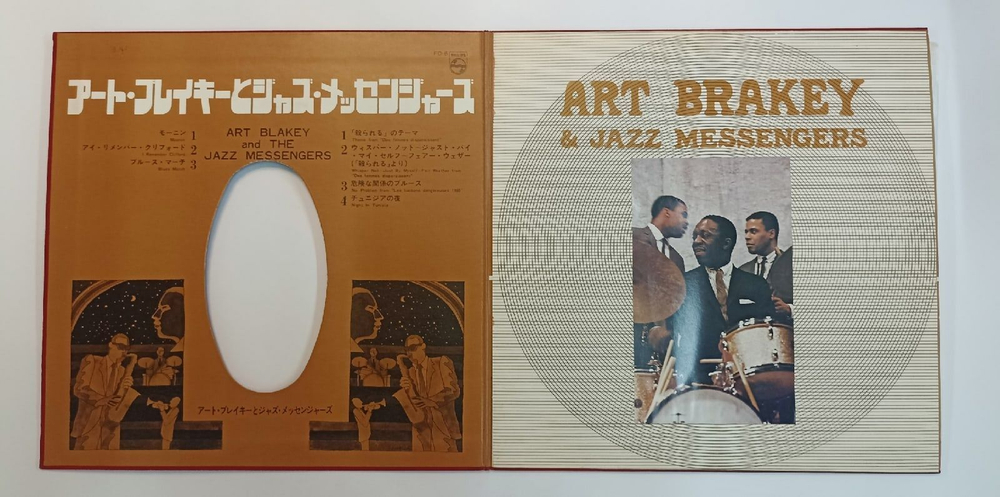 アート・ブレイキーとジャズ・メッセンジャーズ
モーニン 1
アイ・リメンバー・クリフォード 2
ブルース・マーチ 3
ART BLAKEY
and THE
JAZZ MESSENGERS
1 「殺られる」のテーマ
2 ウィスパー・ノット-ジャスト・バイ
・マイ・セルフ-フェアー・ウェザー
(「殺られる」より)
3 危険な関係のブルース
4 チュニジアの夜
Night In Tunisia
アート・ブレイキーとジャズ・メッセンジャーズ
ART BRAKEY
& JAZZ MESSENGERS